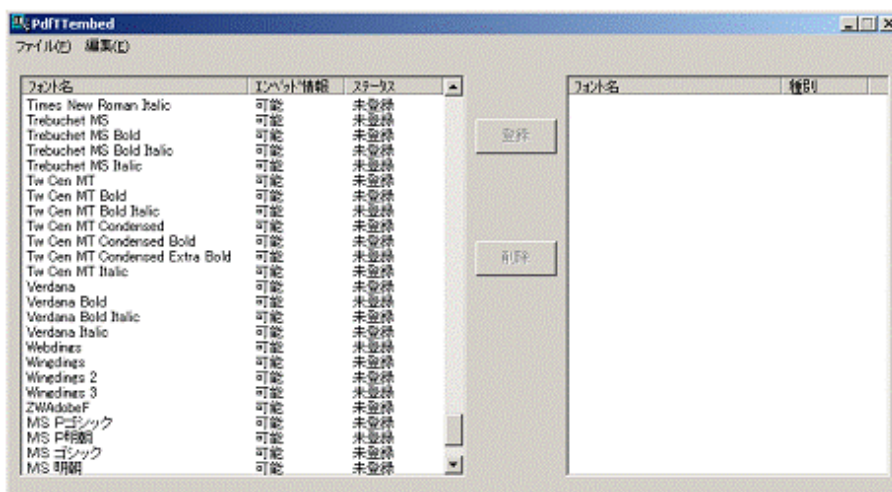 PdfTTembed
ファイル(F) 編集(E)
フォント名 エンベッド情報 ステータス
Times New Roman Italic 可能 未登録
Trebuchet MS 可能 未登録
Trebuchet MS Bold 可能 未登録
Trebuchet MS Bold Italic 可能 未登録
Trebuchet MS Italic 可能 未登録
Tw Cen MT 可能 未登録
Tw Cen MT Bold 可能 未登録
Tw Cen MT Bold Italic 可能 未登録
Tw Cen MT Condensed 可能 未登録
Tw Cen MT Condensed Bold 可能 未登録
Tw Cen MT Condensed Extra Bold 可能 未登録
Tw Cen MT Italic 可能 未登録
Verdana 可能 未登録
Verdana Bold 可能 未登録
Verdana Bold Italic 可能 未登録
Verdana Italic 可能 未登録
Webdings 可能 未登録
Wingdings 可能 未登録
Wingdings 2 可能 未登録
Wingdings 3 可能 未登録
ZWAdobeF 可能 未登録
MS Pゴシック 可能 未登録
MS P明朝 可能 未登録
MS ゴシック 可能 未登録
MS 明朝 可能 未登録
登録
削除
フォント名 種別